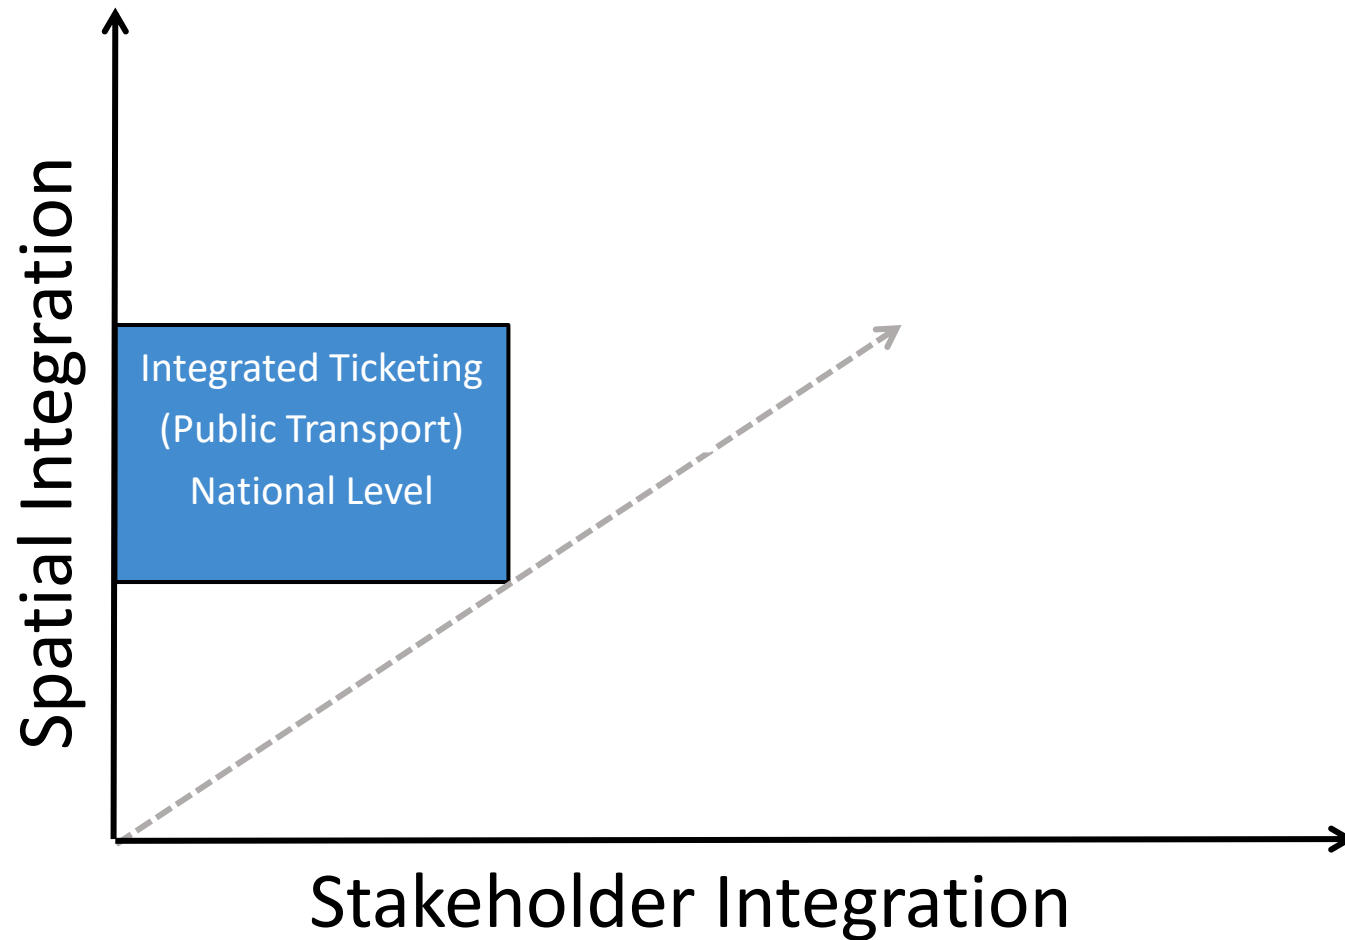 Spatial Integration
Integrated Ticketing
(Public Transport)
National Level
Stakeholder Integration